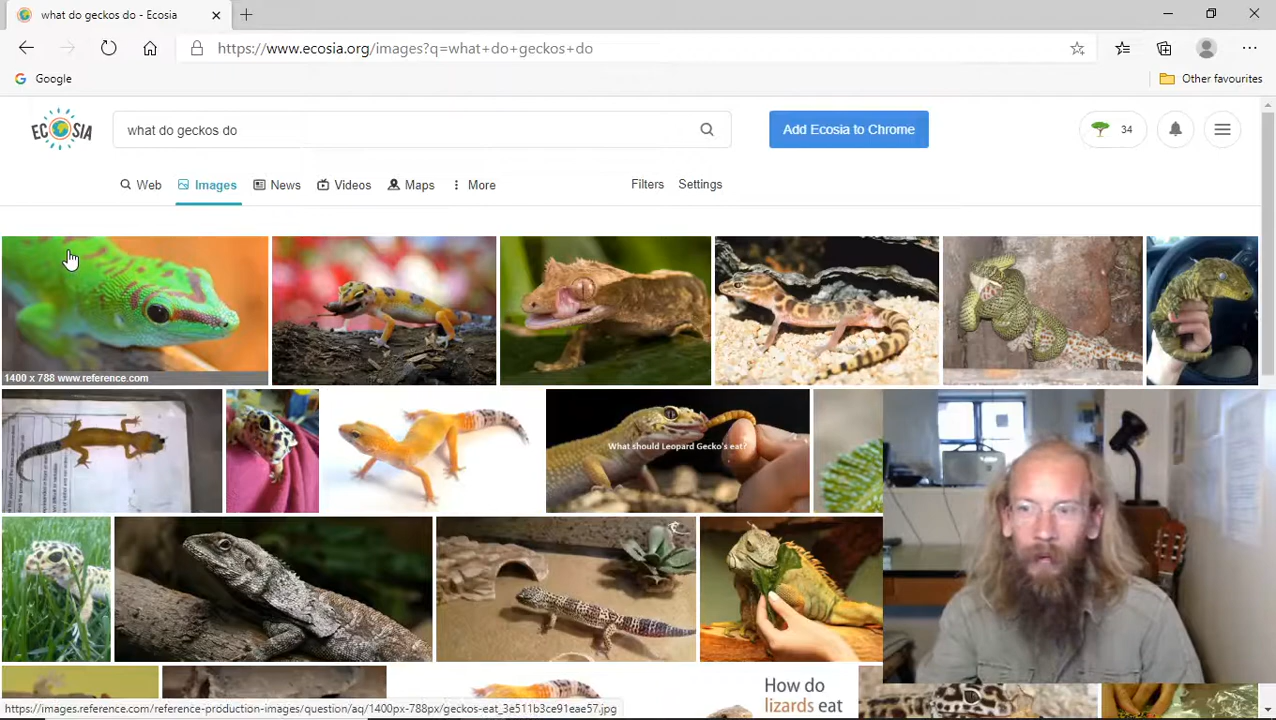 what do geckos do - Ecosia
https://www.ecosia.org/images?q=what+do+geckos+do
Google
Other favourites
ECOSIA
what do geckos do
Add Ecosia to Chrome
34
Web
Images
News
Videos
Maps
More
Filters
Settings
1400 x 788 www.reference.com
What should Leopard Gecko's eat?
How do
lizards eat
https://images.reference.com/reference-production-images/question/aq/1400px-788px/geckos-eat_3e511b3ce91eae57.jpg